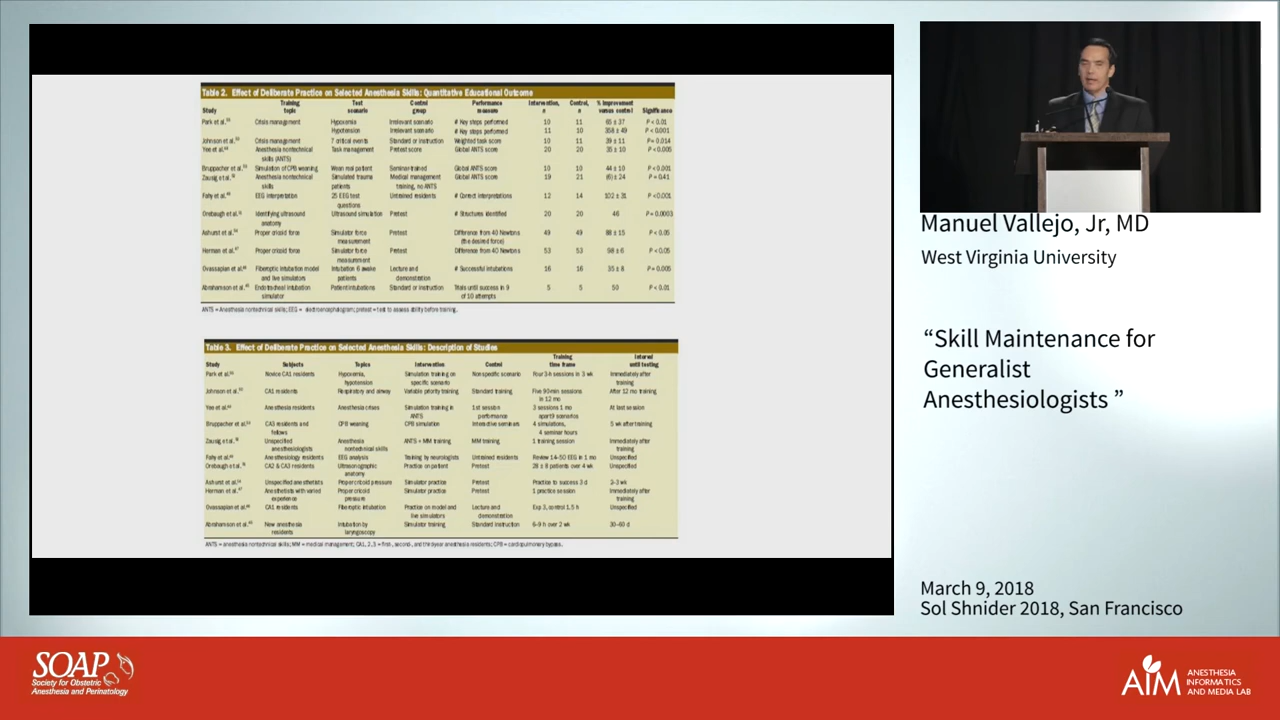 Table 2. Effect of Deliberate Practice on Selected Anesthesia Skills: Quantitative Educational Outcome
Study Training topic Test scenario Control group Performance measure Intervention, n Control, n % Improvement versus control Significance
Park et al. Crisis management Hypoxemia Irrelevant scenario # Key steps performed 10 11 65 ± 37 P < 0.01
Hypotension Irrelevant scenario # Key steps performed 11 10 358 ± 49 P < 0.001
Johnson et al. Crisis management 7 critical events Standard or instruction Weighted task score 10 11 39 ± 11 P = 0.014
Yee et al. Anesthesia nontechnical skills (ANTS) Task management Pretest score Global ANTS score 20 20 35 ± 10 P < 0.005
Bruppacher et al. Simulation of CPB weaning Wean real patient Seminar-trained Global ANTS score 10 10 44 ± 10 P < 0.001
Zausig et al. Anesthesia nontechnical skills Simulated trauma patients Medical management training, no ANTS Global ANTS score 19 21 (6) ± 24 P = 0.41
Fahy et al. EEG interpretation 25 EEG test questions Untrained residents # Correct interpretations 12 14 102 ± 31 P < 0.001
Orebaugh et al. Identifying ultrasound anatomy Ultrasound simulation Pretest # Structures identified 20 20 46 P = 0.0003
Ashurst et al. Proper cricoid force Simulator force measurement Pretest Difference from 40 Newtons (the desired force) 49 49 88 ± 15 P < 0.05
Herman et al. Proper cricoid force Simulator force measurement Pretest Difference from 40 Newtons 53 53 98 ± 6 P < 0.05
Ovassapian et al. Fiberoptic intubation model and live simulators Intubation 6 awake patients Lecture and demonstration # Successful intubations 16 16 35 ± 8 P = 0.005
Abrahamson et al. Endotracheal intubation simulator Patient intubations Standard or instruction Trials until success in 9 of 10 attempts 5 5 50 P < 0.01
ANTS = Anesthesia nontechnical skills; EEG = electroencephalogram; pretest = test to assess ability before training.
Table 3. Effect of Deliberate Practice on Selected Anesthesia Skills: Description of Studies
Study Subjects Topics Intervention Control Training time frame Interval until testing
Park et al. Novice CA1 residents Hypoxemia, hypotension Simulation training on specific scenario Nonspecific scenario Four 3-h sessions in 3 wk Immediately after training
Johnson et al. CA1 residents Respiratory and airway Variable priority training Standard training Five 90-min sessions in 12 mo After 12 mo training
Yee et al. Anesthesia residents Anesthesia crises Simulation training in ANTS 1st session performance 3 sessions 1 mo apart 9 scenarios At last session
Bruppacher et al. CA3 residents and fellows CPB weaning CPB simulation Interactive seminars 4 simulations, 4 seminar hours 5 wk after training
Zausig et al. Unspecified anesthesiologists Anesthesia nontechnical skills ANTS + MM training MM training 1 training session Immediately after training
Fahy et al. Anesthesiology residents EEG analysis Training by neurologists Untrained residents Review 14–50 EEG in 1 mo Unspecified
Orebaugh et al. CA2 & CA3 residents Ultrasonographic anatomy Practice on patient Pretest 28 ± 8 patients over 4 wk Unspecified
Ashurst et al. Unspecified anesthetists Proper cricoid pressure Simulator practice Pretest Practice to success 3 d 2–3 wk
Herman et al. Anesthetists with varied experience Proper cricoid pressure Simulator practice Pretest 1 practice session Immediately after training
Ovassapian et al. CA1 residents Fiberoptic intubation Practice on model and live simulators Lecture and demonstration Exp 3, control 1.5 h Unspecified
Abrahamson et al. New anesthesia residents Intubation by laryngoscopy Simulator training Standard instruction 6–9 h over 2 wk 30–60 d
ANTS = anesthesia nontechnical skills; MM = medical management; CA1, 2, 3 = first-, second-, and third-year anesthesia residents; CPB = cardiopulmonary bypass.
Manuel Vallejo, Jr, MD
West Virginia University
“Skill Maintenance for
Generalist
Anesthesiologists ”
March 9, 2018
Sol Shnider 2018, San Francisco
SOAP
Society for Obstetric
Anesthesia and Perinatology
AIM
ANESTHESIA
INFORMATICS
AND MEDIA LAB